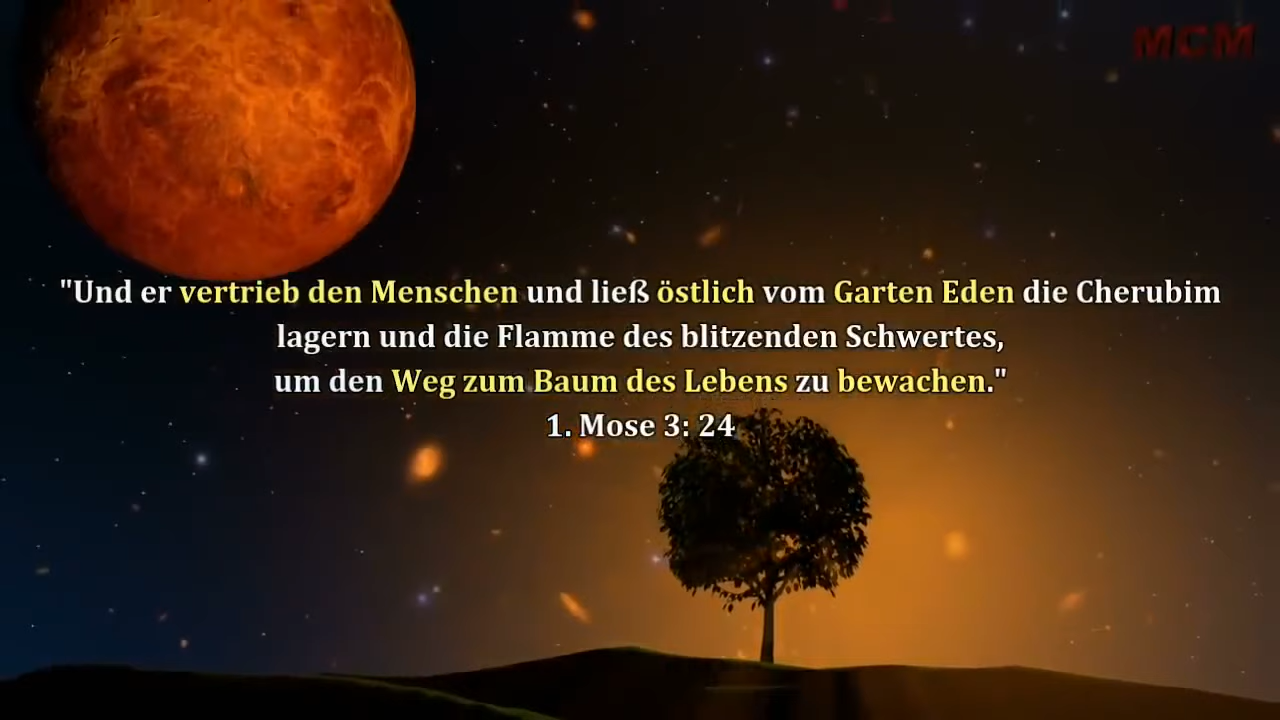 MCM
"Und er vertrieb den Menschen und ließ östlich vom Garten Eden die Cherubim
lagern und die Flamme des blitzenden Schwertes,
um den Weg zum Baum des Lebens zu bewachen."
1. Mose 3: 24